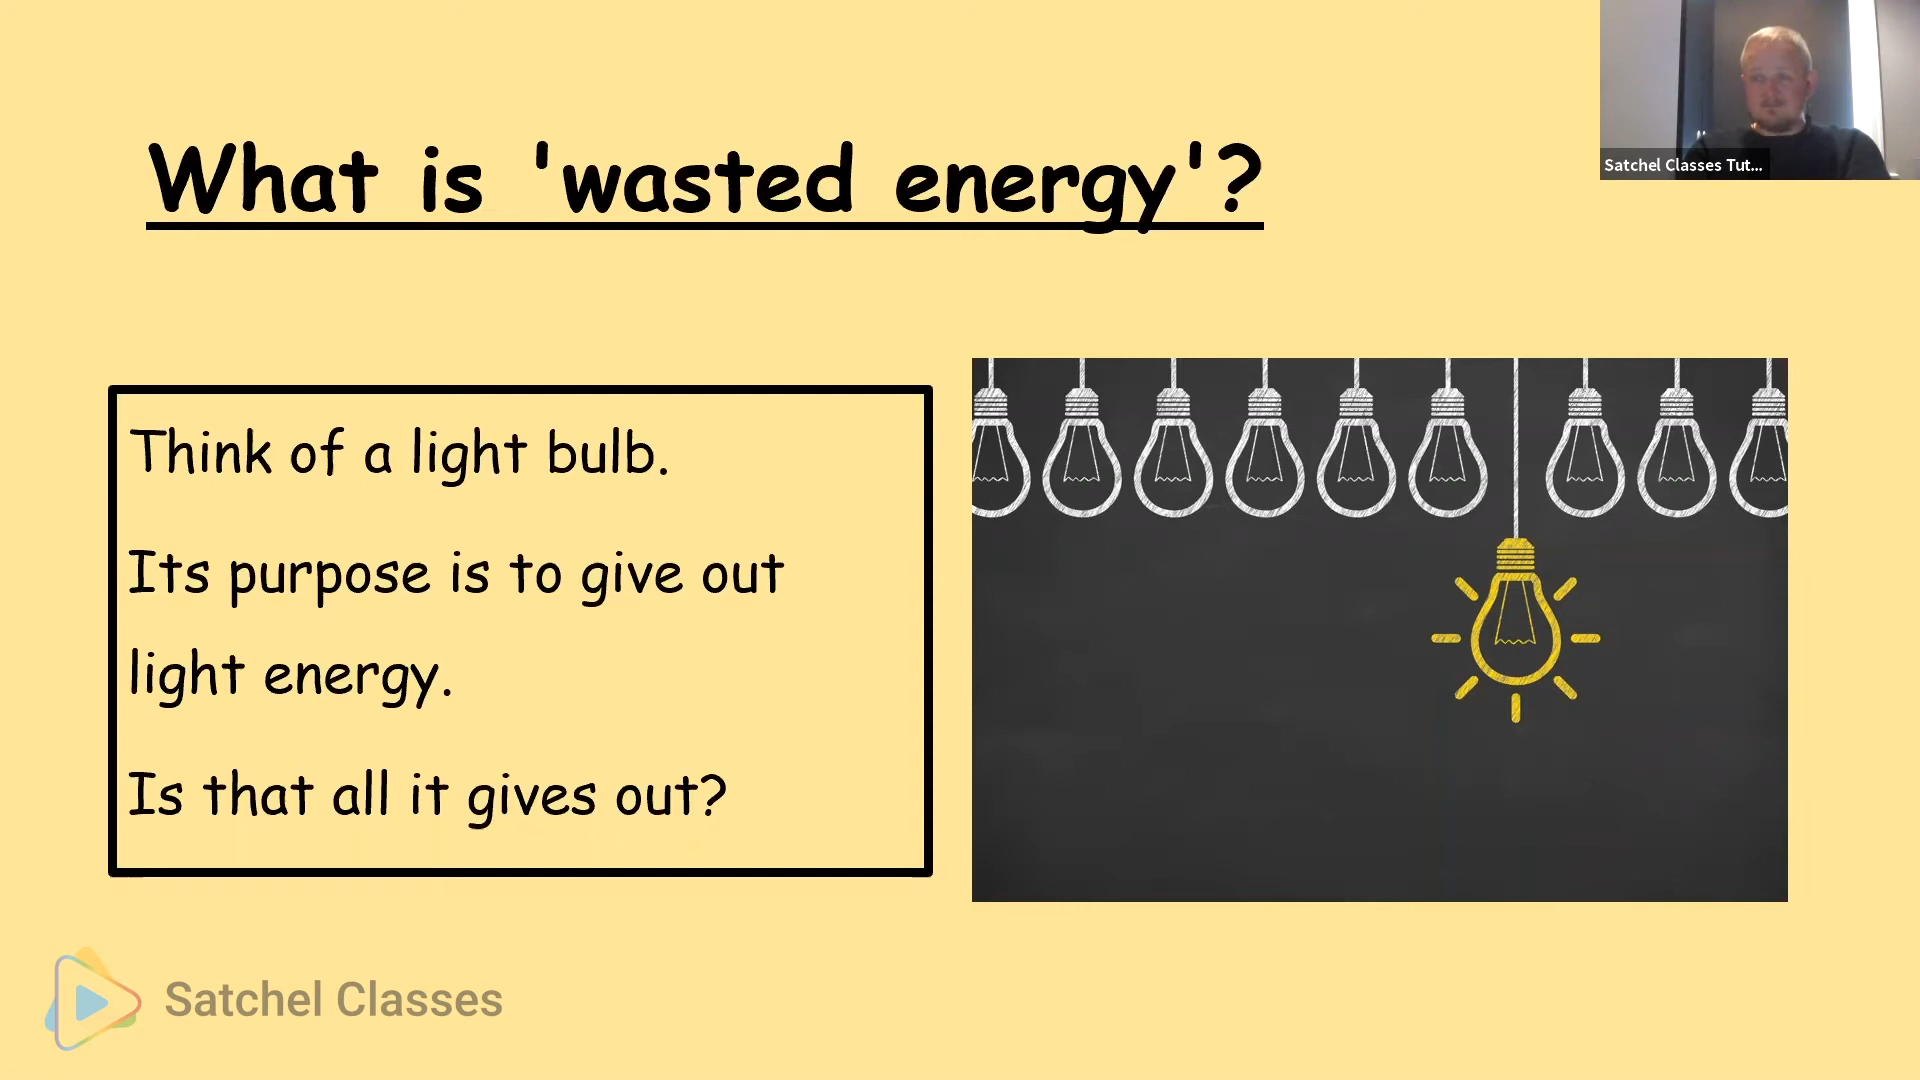 What is 'wasted energy'?
Satchel Classes Tut...
Think of a light bulb.
Its purpose is to give out
light energy.
Is that all it gives out?
Satchel Classes